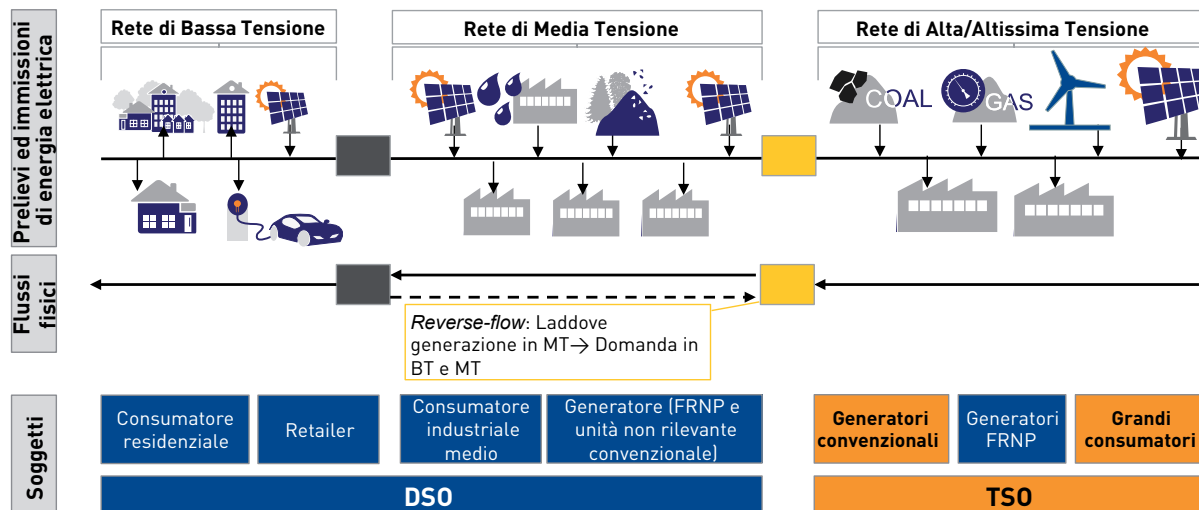 Rete di Bassa Tensione
Rete di Media Tensione
Rete di Alta/Altissima Tensione
Prelievi ed immissioni
di energia elettrica
COAL
GAS
Flussi
fisici
Reverse-flow: Laddove
generazione in MT→ Domanda in
BT e MT
Soggetti
Consumatore
residenziale
Retailer
Consumatore
industriale
medio
Generatore (FRNP e
unità non rilevante
convenzionale)
Generatori
convenzionali
Generatori
FRNP
Grandi
consumatori
DSO
TSO